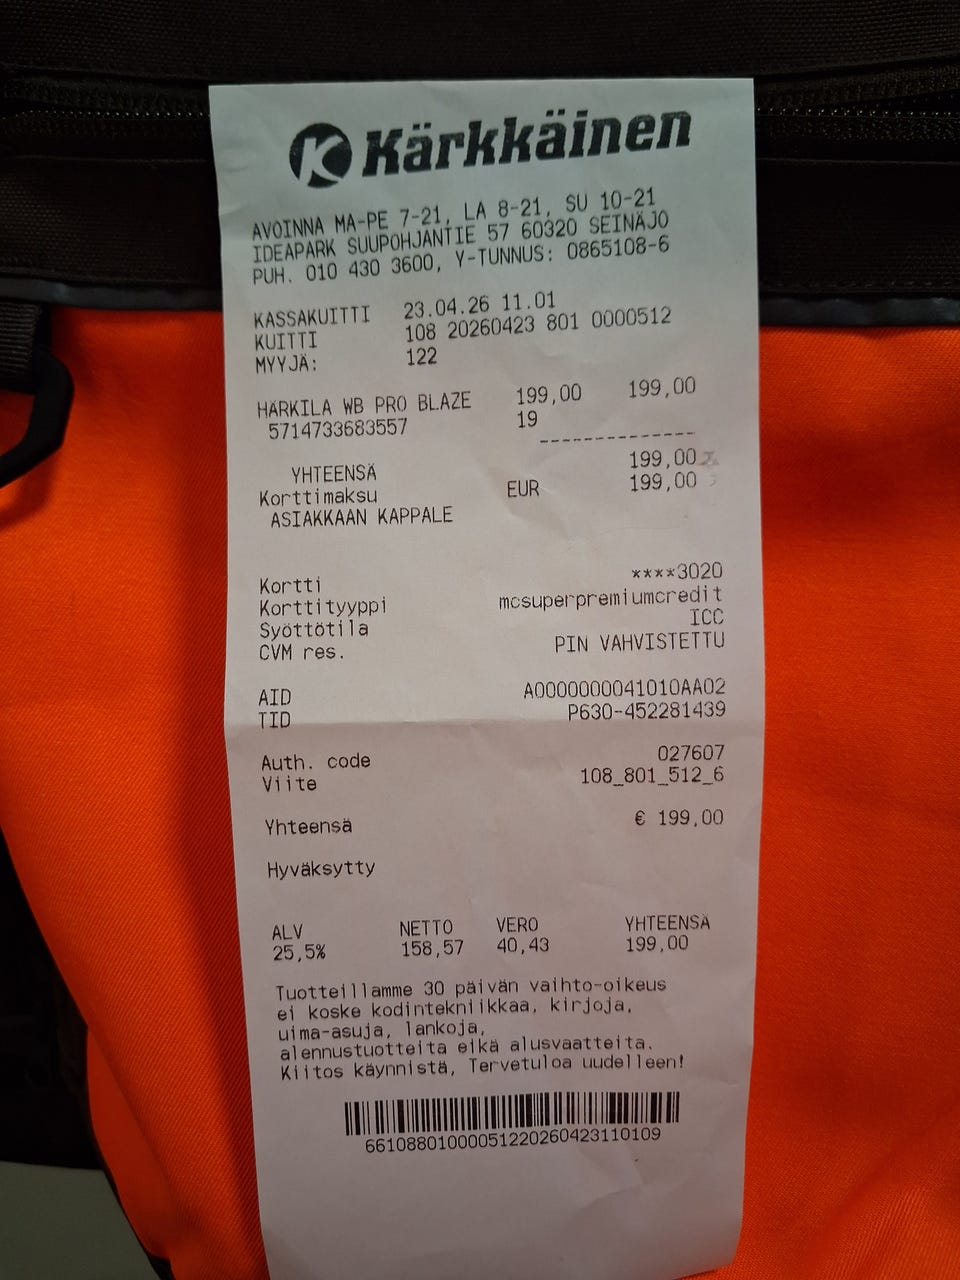 Kärkkäinen
AVOINNA MA-PE 7-21, LA 8-21, SU 10-21
IDEAPARK SUUPOHJANTIE 57 60320 SEINÄJO
PUH. 010 430 3600, Y-TUNNUS: 0865108-6
KASSAKUITTI 23.04.26 11.01
KUITTI 108 20260423 801 0000512
MYYJÄ: 122
HÄRKILA WB PRO BLAZE 199,00 199,00
5714733683557 19
YHTEENSÄ 199,00
Korttimaksu EUR 199,00
ASIAKKAAN KAPPALE
Kortti ****3020
Korttityyppi mcsuperpremiumcredit
Syöttötila ICC
CVM res. PIN VAHVISTETTU
AID A0000000041010AA02
TID P630-452281439
Auth. code 027607
Viite 108_801_512_6
Yhteensä € 199,00
Hyväksytty
ALV NETTO VERO YHTEENSÄ
25,5% 158,57 40,43 199,00
Tuotteillamme 30 päivän vaihto-oikeus
ei koske kodintekniikkaa, kirjoja,
uima-asuja, lankoja,
alennustuotteita eikä alusvaatteita.
Kiitos käynnistä, Tervetuloa uudelleen!
6610880100005122026042311​0109